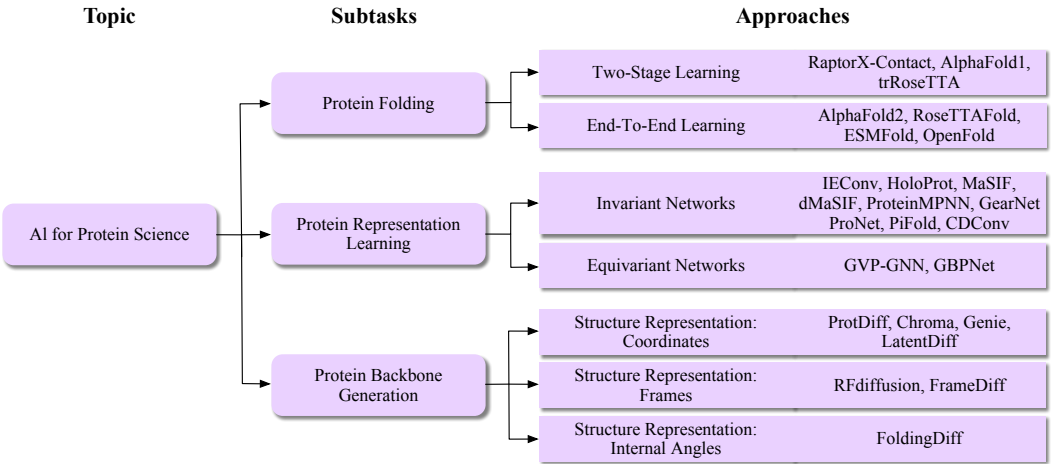 Topic
Subtasks
Approaches
AI for Protein Science
Protein Folding
Two-Stage Learning
RaptorX-Contact, AlphaFold1,
trRoseTTA
End-To-End Learning
AlphaFold2, RoseTTAFold,
ESMFold, OpenFold
Protein Representation
Learning
Invariant Networks
IEConv, HoloProt, MaSIF,
dMaSIF, ProteinMPNN, GearNet
ProNet, PiFold, CDConv
Equivariant Networks
GVP-GNN, GBPNet
Protein Backbone
Generation
Structure Representation:
Coordinates
ProtDiff, Chroma, Genie,
LatentDiff
Structure Representation:
Frames
RFdiffusion, FrameDiff
Structure Representation:
Internal Angles
FoldingDiff